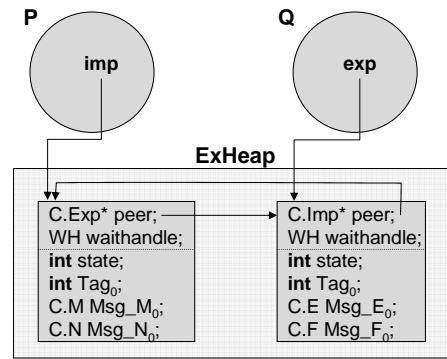 P
Q
imp
exp
ExHeap
C.Exp* peer;
WH waithandle;
int state;
int Tag₀;
C.M Msg_M₀;
C.N Msg_N₀;
C.Imp* peer;
WH waithandle;
int state;
int Tag₀;
C.E Msg_E₀;
C.F Msg_F₀;